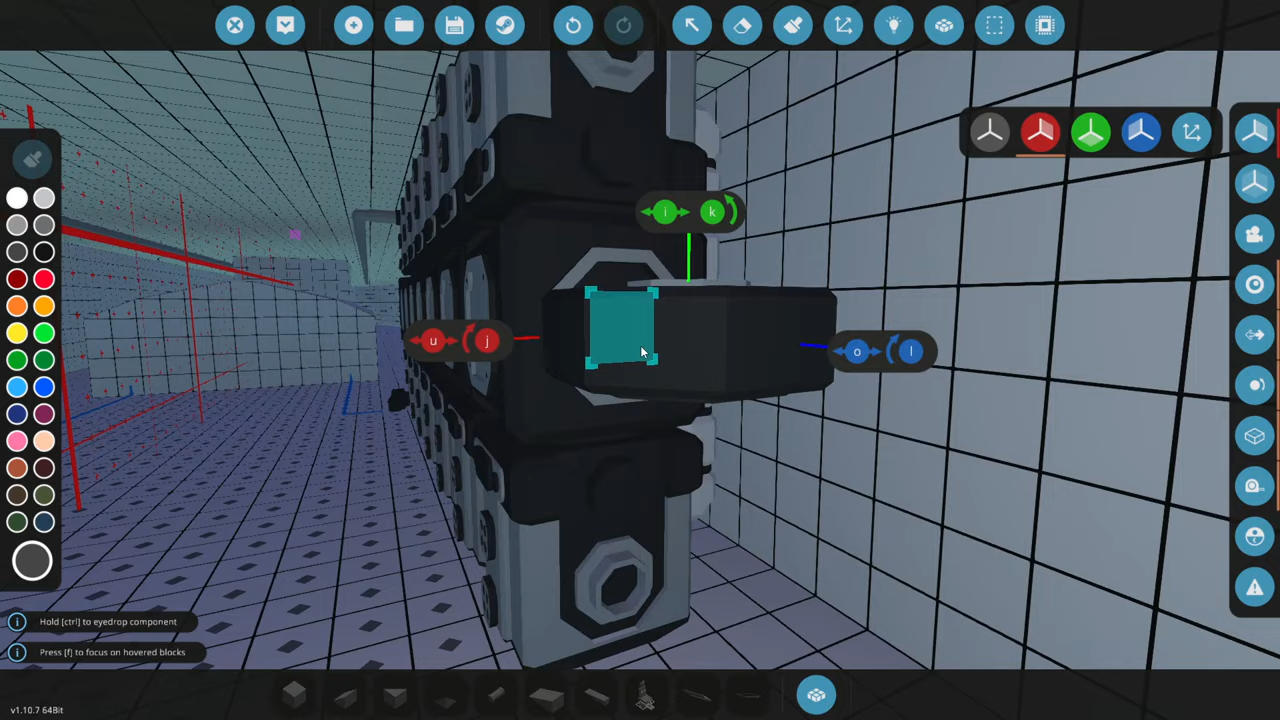 i k
u j
o l
Hold [ctrl] to eyedrop component
Press [f] to focus on hovered blocks
v1.10.7 64Bit